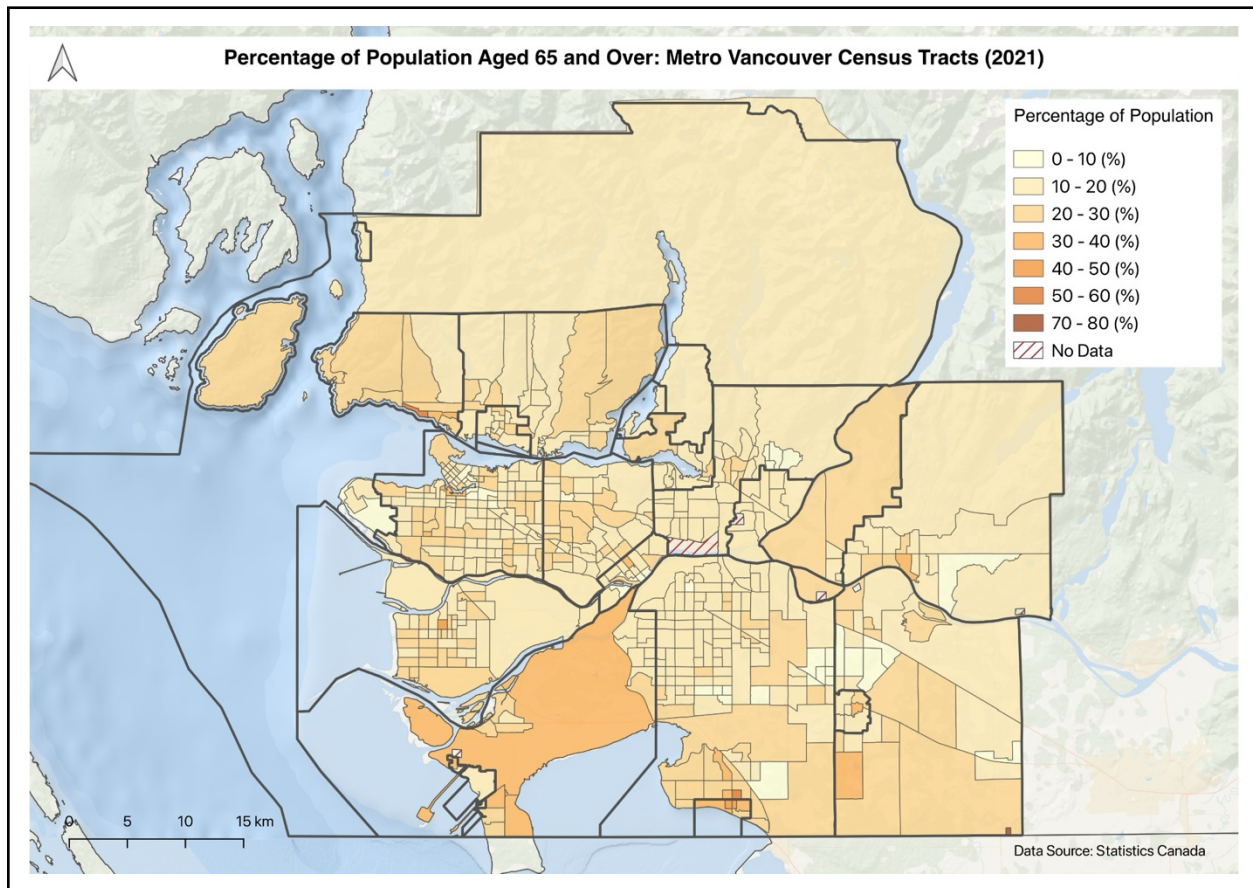 Percentage of Population Aged 65 and Over: Metro Vancouver Census Tracts (2021)
Percentage of Population
0 - 10 (%)
10 - 20 (%)
20 - 30 (%)
30 - 40 (%)
40 - 50 (%)
50 - 60 (%)
70 - 80 (%)
No Data
0 5 10 15 km
Data Source: Statistics Canada